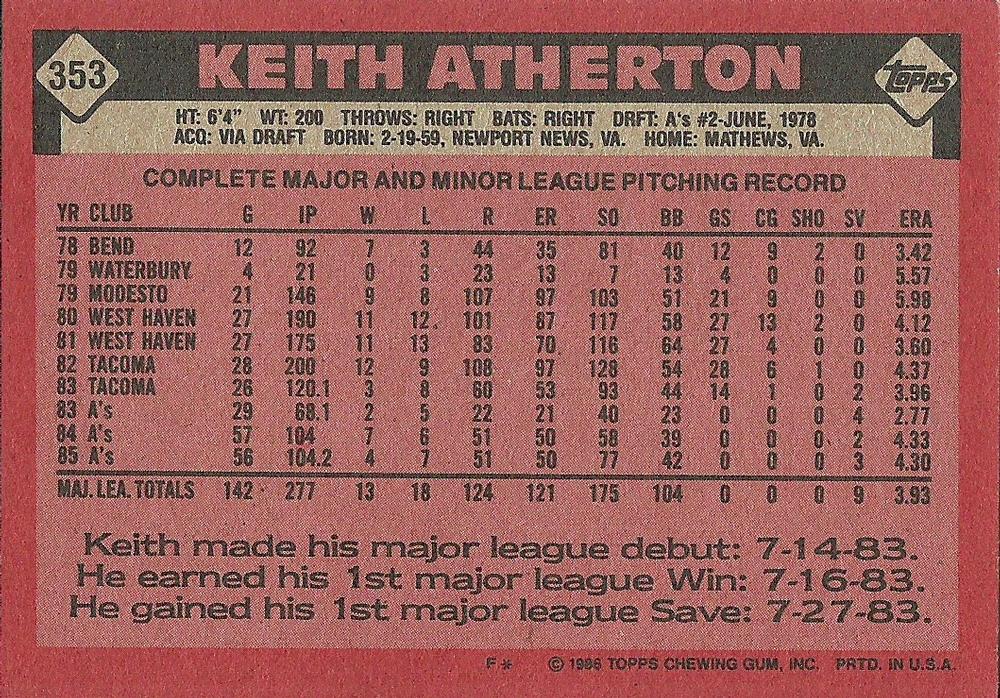 353 KEITH ATHERTON TOPPS
HT: 6'4" WT: 200 THROWS: RIGHT BATS: RIGHT DRFT: A's #2-JUNE, 1978
ACQ: VIA DRAFT BORN: 2-19-59, NEWPORT NEWS, VA. HOME: MATHEWS, VA.
COMPLETE MAJOR AND MINOR LEAGUE PITCHING RECORD
YR CLUB G IP W L R ER SO BB GS CG SHO SV ERA
78 BEND 12 92 7 3 44 35 81 40 12 9 2 0 3.42
79 WATERBURY 4 21 0 3 23 13 7 13 4 0 0 0 5.57
79 MODESTO 21 146 9 8 107 97 103 51 21 9 0 0 5.98
80 WEST HAVEN 27 190 11 12 101 87 117 58 27 13 2 0 4.12
81 WEST HAVEN 27 175 11 13 83 70 116 64 27 4 0 0 3.60
82 TACOMA 28 200 12 9 108 97 128 54 28 6 1 0 4.37
83 TACOMA 26 120.1 3 8 60 53 93 44 14 1 0 2 3.96
83 A's 29 68.1 2 5 22 21 40 23 0 0 0 4 2.77
84 A's 57 104 7 6 51 50 58 39 0 0 0 2 4.33
85 A's 56 104.2 4 7 51 50 77 42 0 0 0 3 4.30
MAJ. LEA. TOTALS 142 277 13 18 124 121 175 104 0 0 0 9 3.93
Keith made his major league debut: 7-14-83.
He earned his 1st major league Win: 7-16-83.
He gained his 1st major league Save: 7-27-83.
F* © 1986 TOPPS CHEWING GUM, INC. PRTD. IN U.S.A.